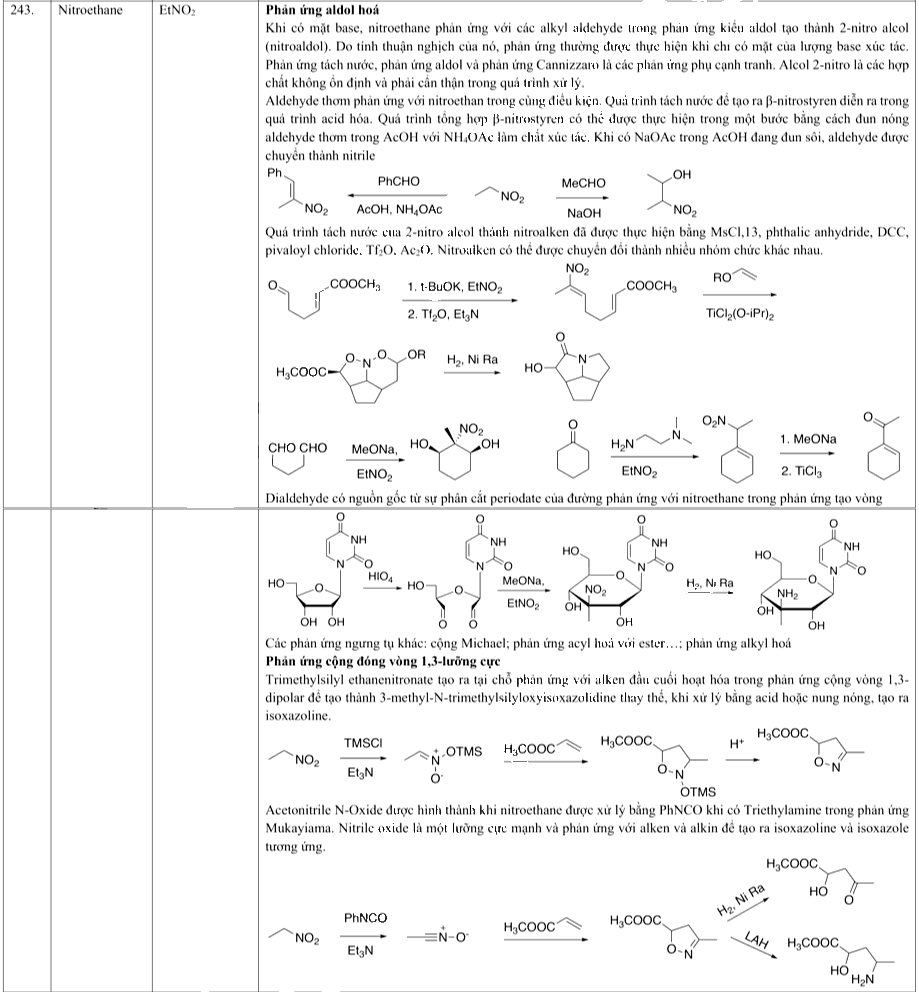 243. Nitroethane EtNO₂ Phản ứng aldol hoá
Khi có mặt base, nitroethane phản ứng với các alkyl aldehyde trong phản ứng kiểu aldol tạo thành 2-nitro alcol
(nitroaldol). Do tính thuận nghịch của nó, phản ứng thường được thực hiện khi chỉ có mặt của lượng base xúc tác.
Phản ứng tách nước, phản ứng aldol và phản ứng Cannizzaro là các phản ứng phụ cạnh tranh. Alcol 2-nitro là các hợp
chất không ổn định và phải cẩn thận trong quá trình xử lý.
Aldehyde thơm phản ứng với nitroethan trong cùng điều kiện. Quá trình tách nước để tạo ra β-nitrostyren diễn ra trong
quá trình acid hóa. Quá trình tổng hợp β-nitrostyren có thể được thực hiện trong một bước bằng cách đun nóng
aldehyde thơm trong AcOH với NH₄OAc làm chất xúc tác. Khi có NaOAc trong AcOH đang đun sôi, aldehyde được
chuyển thành nitrile
Ph NO₂ PhCHO AcOH, NH₄OAc NO₂ MeCHO NaOH OH NO₂
Quá trình tách nước của 2-nitro alcol thành nitroalken đã được thực hiện bằng MsCl,13, phthalic anhydride, DCC,
pivaloyl chloride, Tf₂O, Ac₂O. Nitroalken có thể được chuyển đổi thành nhiều nhóm chức khác nhau.
O COOCH₃ 1. t-BuOK, EtNO₂ 2. Tf₂O, Et₃N NO₂ COOCH₃ RO TiCl₂(O-iPr)₂
H₃COOC O N O OR H₂, Ni Ra HO O N
CHO CHO MeONa, EtNO₂ HO NO₂ OH O H₂N N EtNO₂ O₂N 1. MeONa 2. TiCl₃ O
Dialdehyde có nguồn gốc từ sự phân cắt periodate của đường phản ứng với nitroethane trong phản ứng tạo vòng
HO O N O NH O OH OH HIO₄ HO O N O NH O O O MeONa, EtNO₂ HO O NO₂ OH OH N O NH O H₂, Ni Ra HO O NH₂ OH OH N O NH O
Các phản ứng ngưng tụ khác: cộng Michael; phản ứng acyl hoá với ester…; phản ứng alkyl hoá
Phản ứng cộng đóng vòng 1,3-lưỡng cực
Trimethylsilyl ethanenitronate tạo ra tại chỗ phản ứng với alken đầu cuối hoạt hóa trong phản ứng cộng vòng 1,3-
dipolar để tạo thành 3-methyl-N-trimethylsilyloxyisoxazolidine thay thế, khi xử lý bằng acid hoặc nung nóng, tạo ra
isoxazoline.
NO₂ TMSCl Et₃N N⁺ OTMS O⁻ H₃COOC H₃COOC O-N OTMS H⁺ H₃COOC O-N
Acetonitrile N-Oxide được hình thành khi nitroethane được xử lý bằng PhNCO khi có Triethylamine trong phản ứng
Mukayiama. Nitrile oxide là một lưỡng cực mạnh và phản ứng với alken và alkin để tạo ra isoxazoline và isoxazole
tương ứng.
NO₂ PhNCO Et₃N N⁺-O⁻ H₃COOC H₃COOC O-N H₂, Ni Ra H₃COOC HO O
LAH H₃COOC HO H₂N